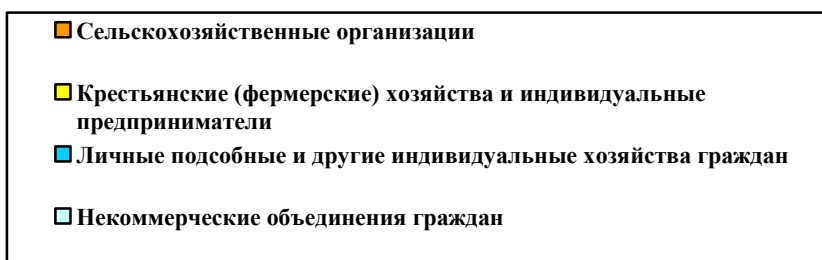 Сельскохозяйственные организации
Крестьянские (фермерские) хозяйства и индивидуальные
предприниматели
Личные подсобные и другие индивидуальные хозяйства граждан
Некоммерческие объединения граждан